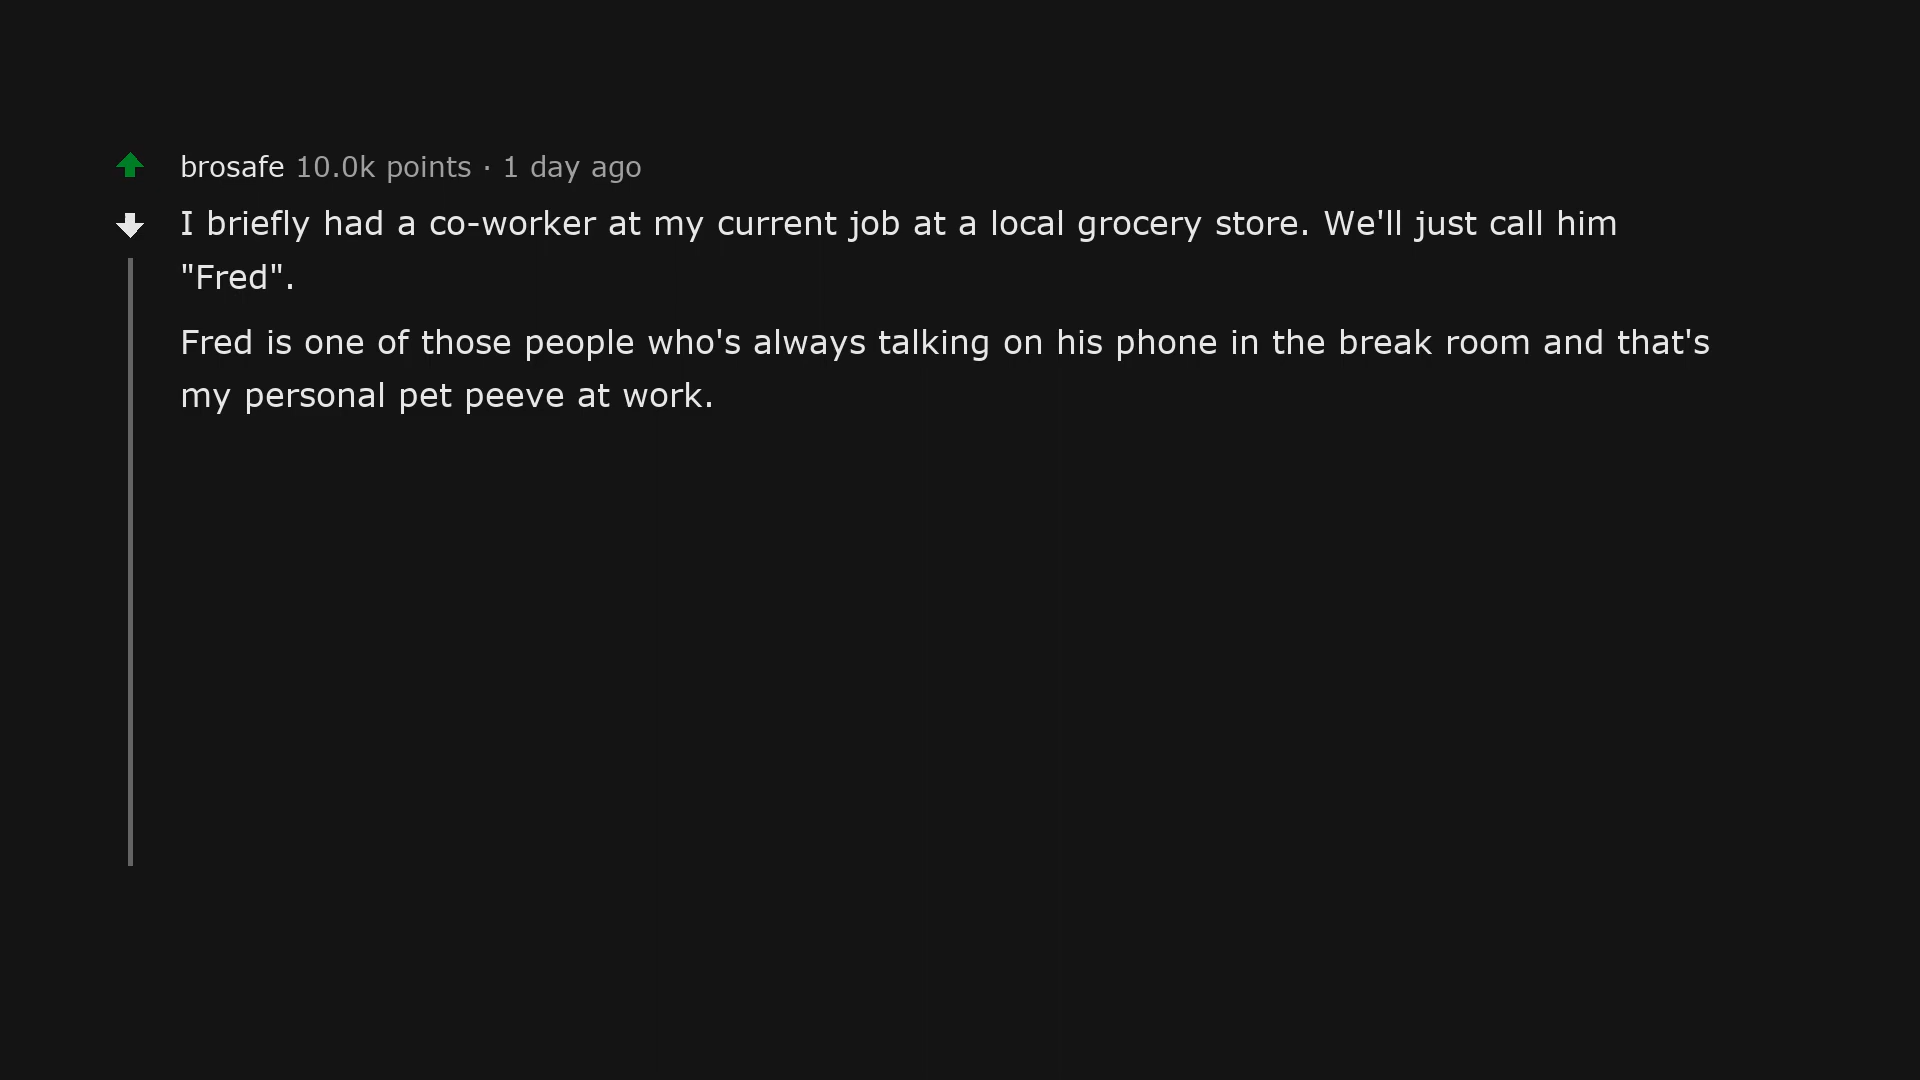 brosafe 10.0k points · 1 day ago
I briefly had a co-worker at my current job at a local grocery store. We'll just call him
"Fred".
Fred is one of those people who's always talking on his phone in the break room and that's
my personal pet peeve at work.